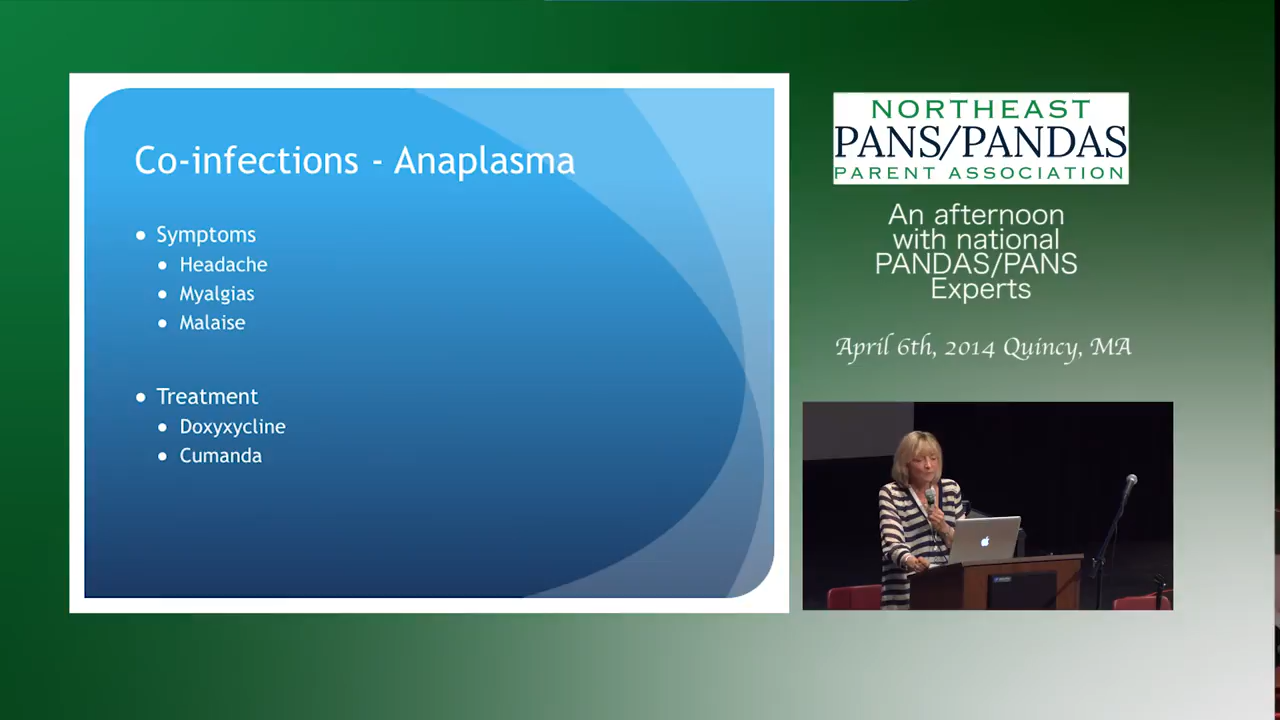 Co-infections - Anaplasma
Symptoms
Headache
Myalgias
Malaise
Treatment
Doxyxycline
Cumanda
NORTHEAST
PANS/PANDAS
PARENT ASSOCIATION
An afternoon
with national
PANDAS/PANS
Experts
April 6th, 2014 Quincy, MA